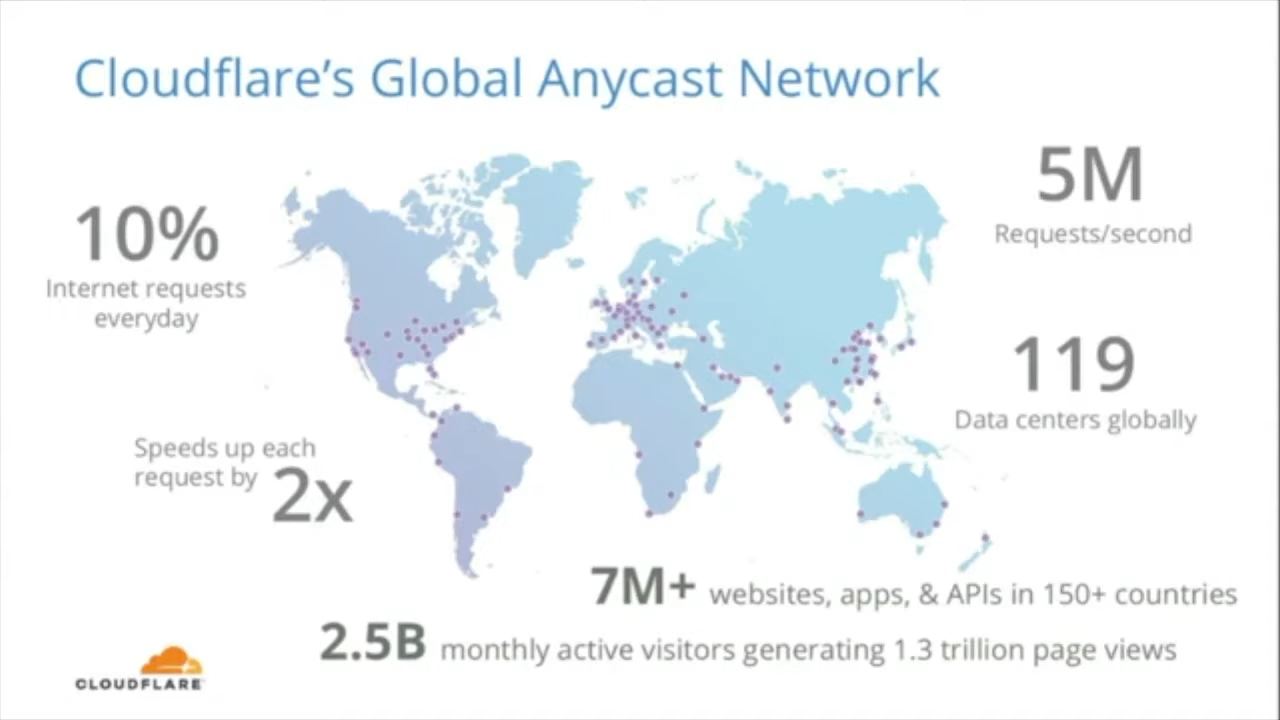 Cloudflare's Global Anycast Network
10%
Internet requests
everyday
5M
Requests/second
119
Data centers globally
Speeds up each
request by 2x
7M+ websites, apps, & APIs in 150+ countries
2.5B monthly active visitors generating 1.3 trillion page views
CLOUDFLARE